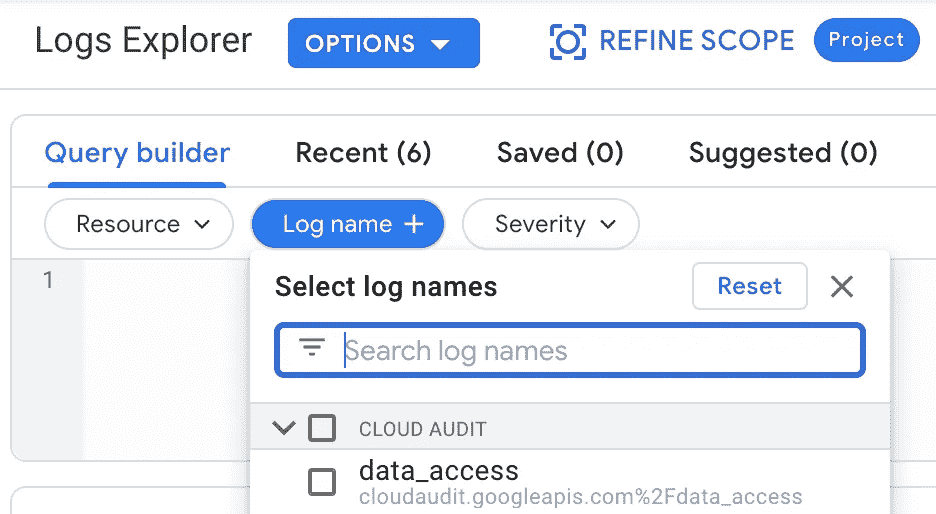 Logs Explorer OPTIONS REFINE SCOPE Project
Query builder Recent (6) Saved (0) Suggested (0)
Resource Log name + Severity
1
Select log names Reset
Search log names
CLOUD AUDIT
data_access
cloudaudit.googleapis.com%2Fdata_access